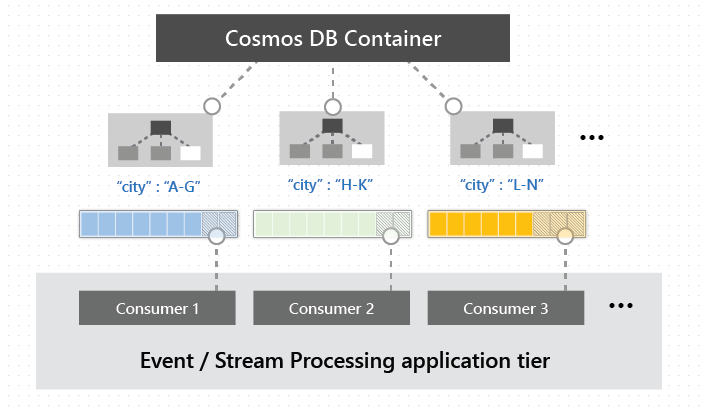 Cosmos DB Container
...
“city” : “A-G”
“city” : “H-K”
“city” : “L-N”
Consumer 1
Consumer 2
Consumer 3
...
Event / Stream Processing application tier